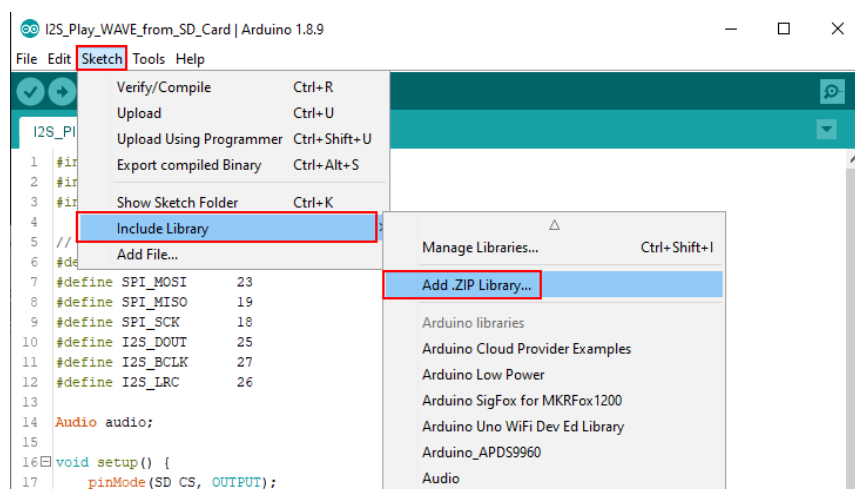 I2S_Play_WAVE_from_SD_Card | Arduino 1.8.9
File Edit Sketch Tools Help
Verify/Compile Ctrl+R
Upload Ctrl+U
Upload Using Programmer Ctrl+Shift+U
Export compiled Binary Ctrl+Alt+S
Show Sketch Folder Ctrl+K
Include Library
Add File...
Manage Libraries... Ctrl+Shift+I
Add .ZIP Library...
Arduino libraries
Arduino Cloud Provider Examples
Arduino Low Power
Arduino SigFox for MKRFox1200
Arduino Uno WiFi Dev Ed Library
Arduino_APDS9960
Audio
I2S_Pl
1 #in
2 #in
3 #in
4
5 //
6 #de
7 #define SPI_MOSI 23
8 #define SPI_MISO 19
9 #define SPI_SCK 18
10 #define I2S_DOUT 25
11 #define I2S_BCLK 27
12 #define I2S_LRC 26
13
14 Audio audio;
15
16 void setup() {
17 pinMode(SD_CS, OUTPUT);